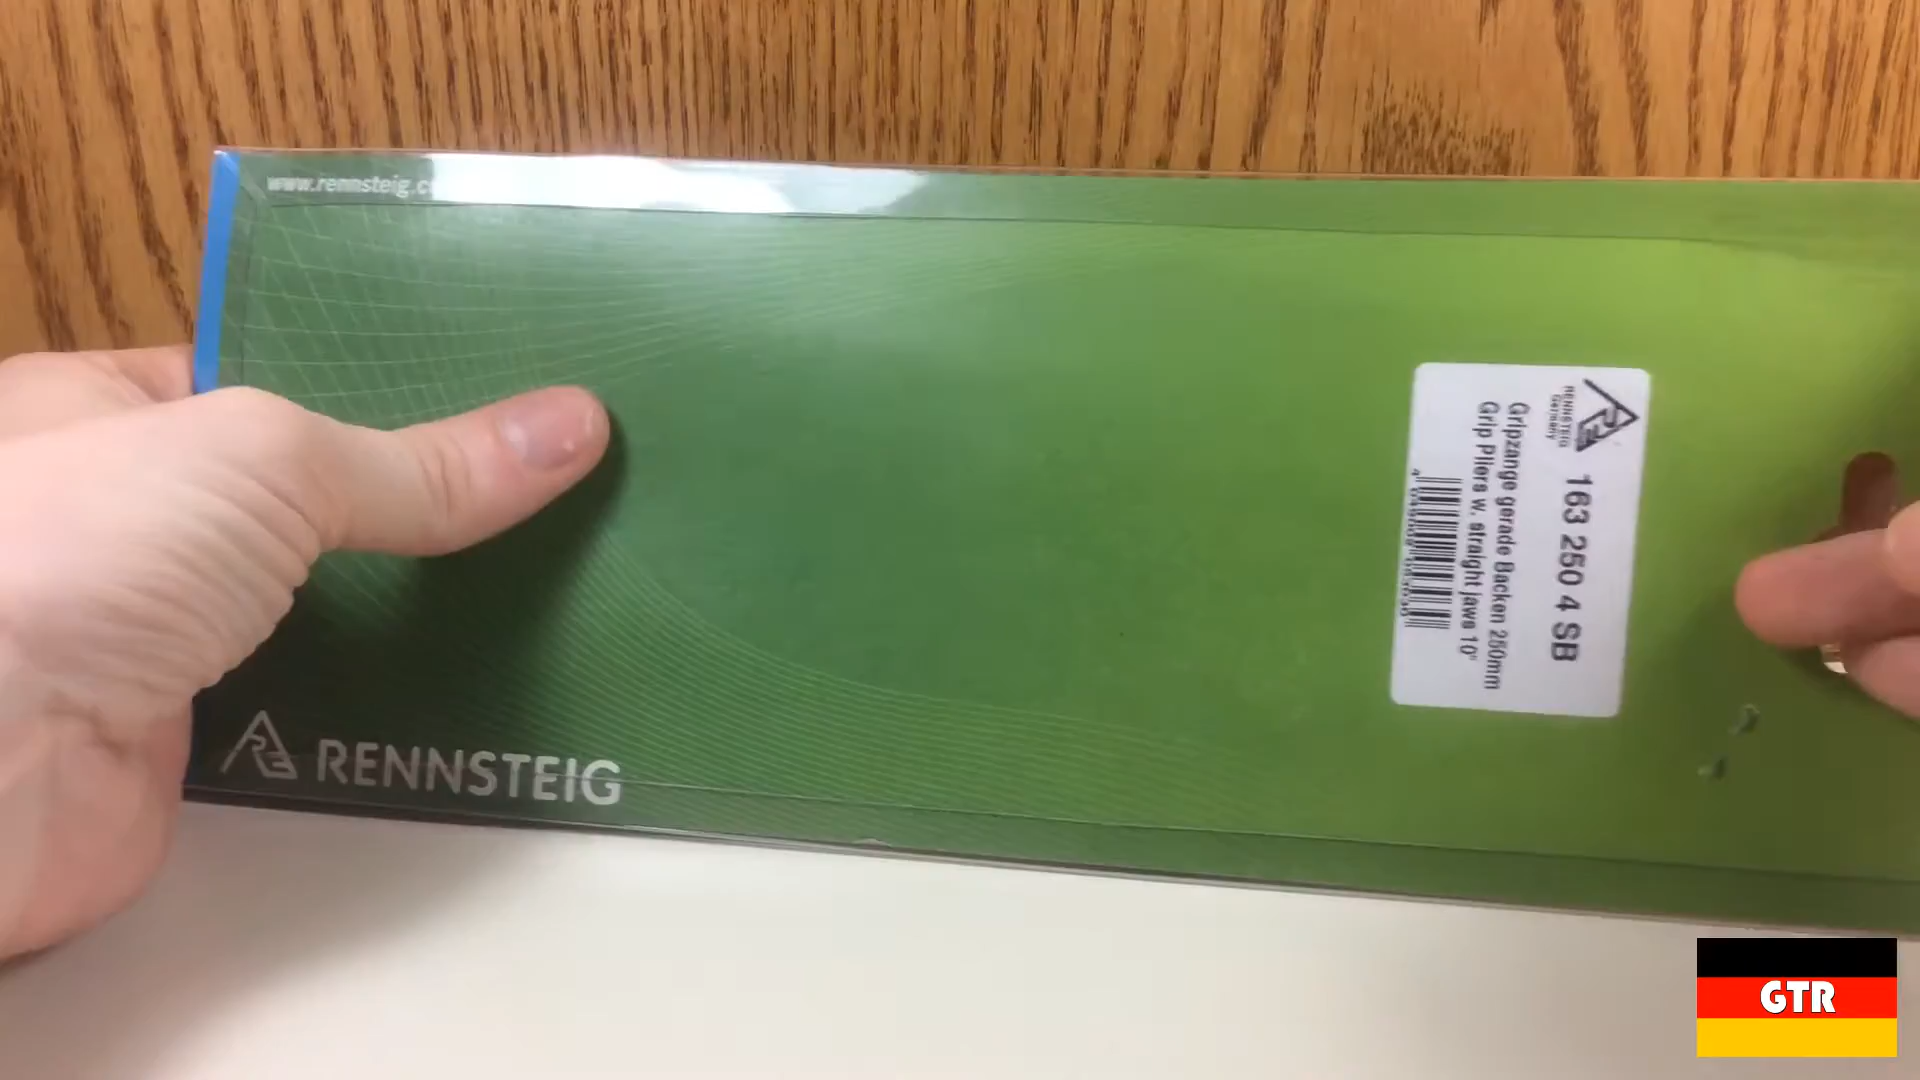 www.rennsteig.c
RENNSTEIG
Germany
163 250 4 SB
Gripzange gerade Backen 250mm
Grip Pliers w. straight jaws 10"
RENNSTEIG
GTR